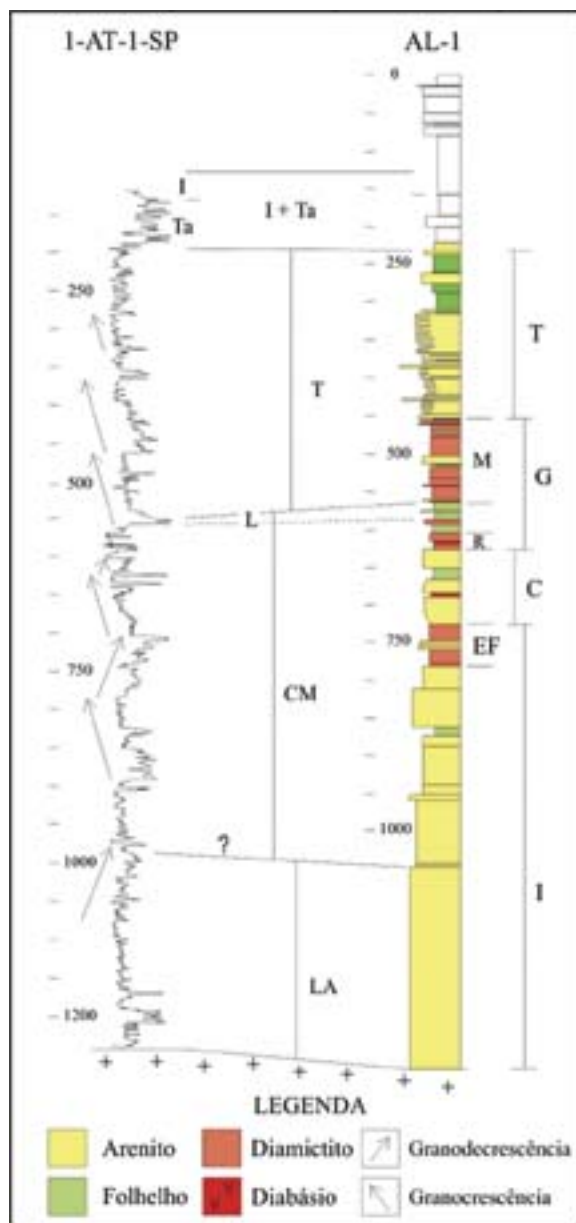 1-AT-1-SP AL-1
0
I
I + Ta
Ta
250 250
T T
500 500
M G
L
R
C
750 750
EF
CM
1000
? 1000
I
LA
1200
LEGENDA
Arenito Diamictito Granodecrescência
Folhelho Diabásio Granocrescência